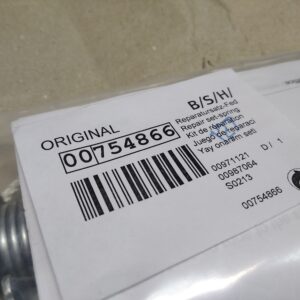 ORIGINAL
00754866
B/S/H/
Reparatursatz-Fed
Repair set-spring
Kit de réparation
Juego de reparaci
Yay onarım seti
00971121 D/ 1
00987064
S0213
00754866